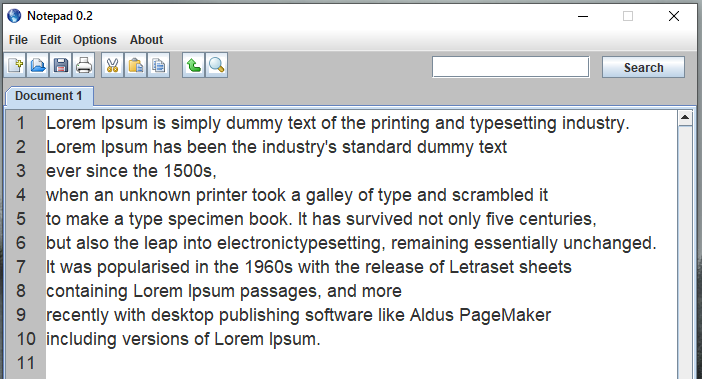 Notepad 0.2
File Edit Options About
Search
Document 1
1 Lorem Ipsum is simply dummy text of the printing and typesetting industry.
2 Lorem Ipsum has been the industry's standard dummy text
3 ever since the 1500s,
4 when an unknown printer took a galley of type and scrambled it
5 to make a type specimen book. It has survived not only five centuries,
6 but also the leap into electronictypesetting, remaining essentially unchanged.
7 It was popularised in the 1960s with the release of Letraset sheets
8 containing Lorem Ipsum passages, and more
9 recently with desktop publishing software like Aldus PageMaker
10 including versions of Lorem Ipsum.
11